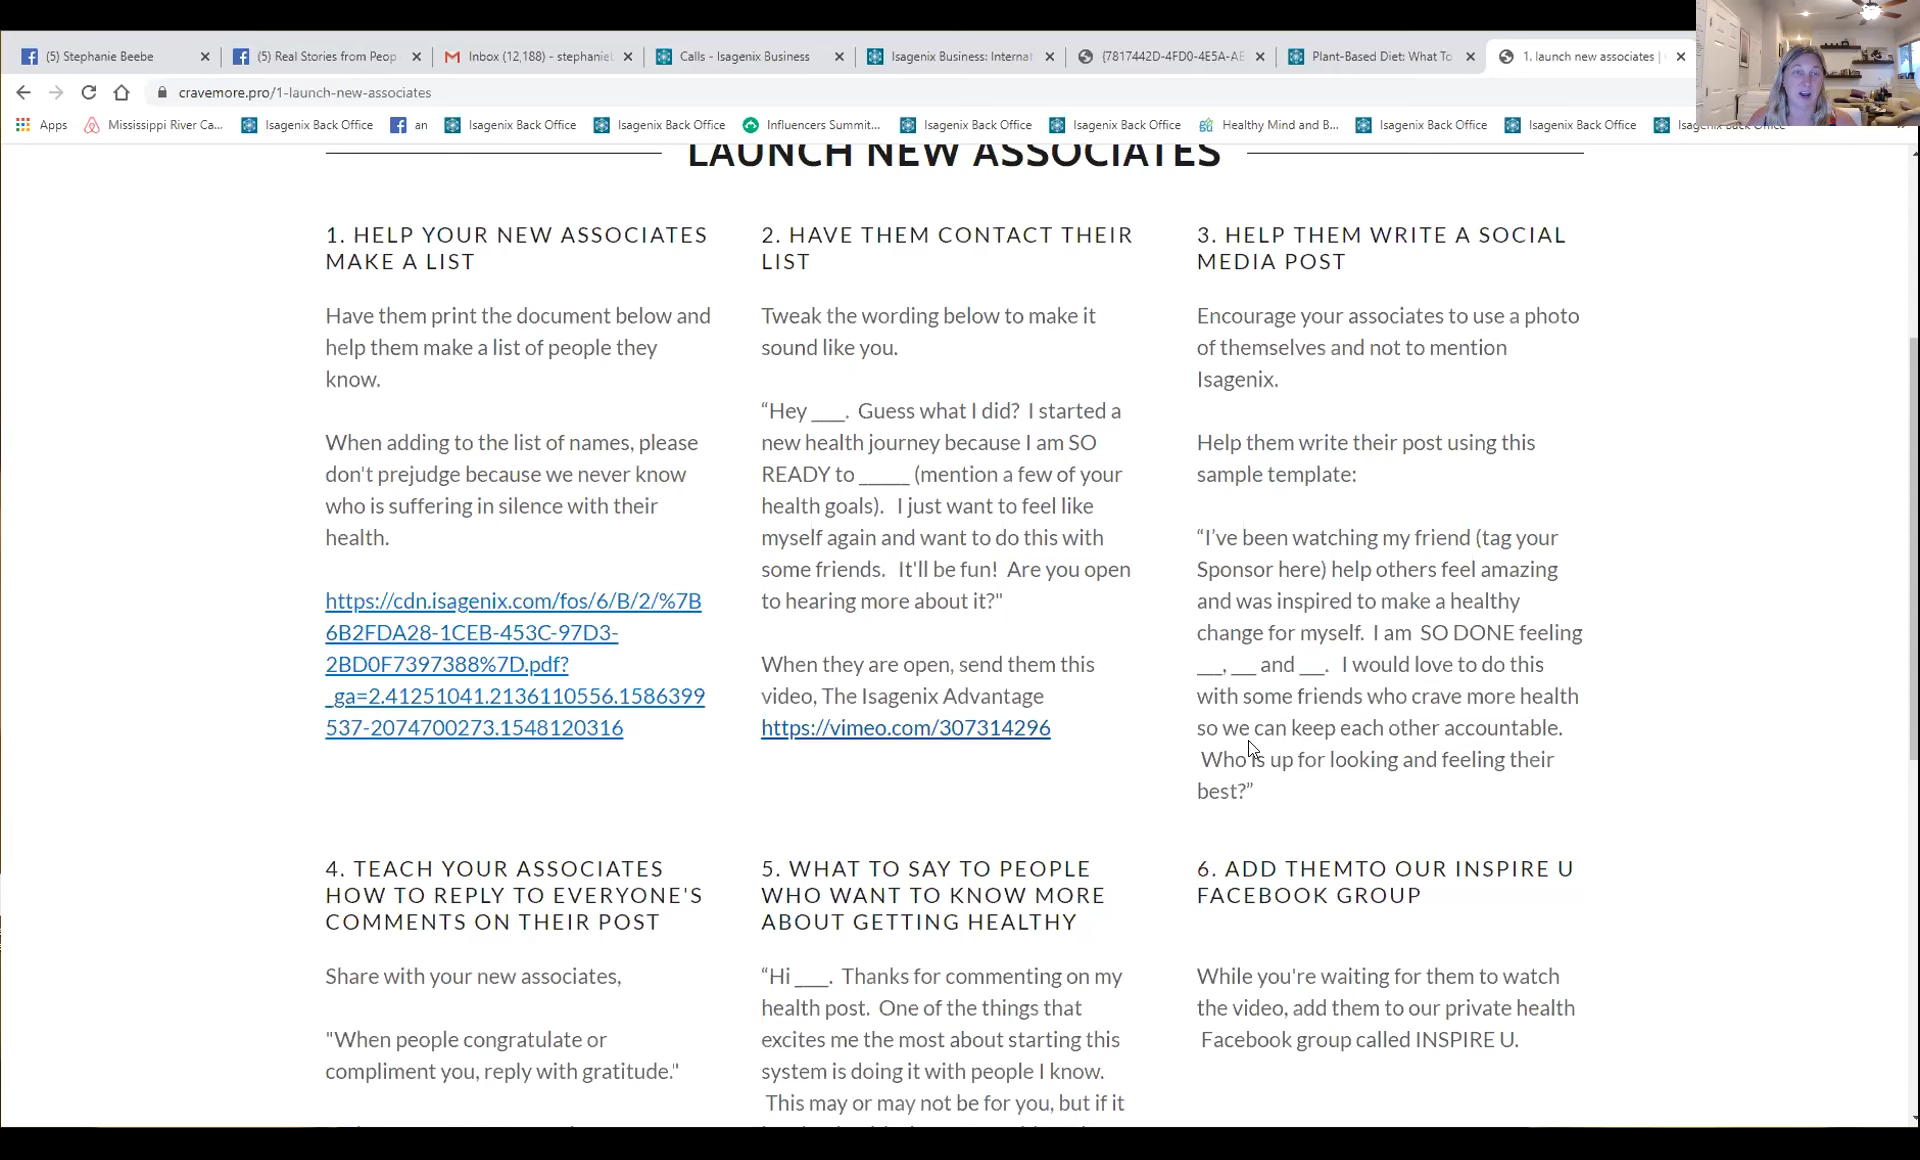 (5) Stephanie Beebe
(5) Real Stories from Peop
Inbox (12,188) - stephanie
Calls - Isagenix Business
Isagenix Business: Interna
{7817442D-4FD0-4E5A-AE
Plant-Based Diet: What To
1. launch new associates |
cravemore.pro/1-launch-new-associates
Apps
Mississippi River Ca...
Isagenix Back Office
an
Isagenix Back Office
Isagenix Back Office
Influencers Summit...
Isagenix Back Office
Isagenix Back Office
Healthy Mind and B...
Isagenix Back Office
Isagenix Back Office
LAUNCH NEW ASSOCIATES
1. HELP YOUR NEW ASSOCIATES
MAKE A LIST
Have them print the document below and
help them make a list of people they
know.
When adding to the list of names, please
don't prejudge because we never know
who is suffering in silence with their
health.
https://cdn.isagenix.com/fos/6/B/2/%7B
6B2FDA28-1CEB-453C-97D3-
2BD0F7397388%7D.pdf?
_ga=2.41251041.2136110556.1586399
537-2074700273.1548120316
2. HAVE THEM CONTACT THEIR
LIST
Tweak the wording below to make it
sound like you.
“Hey ___.  Guess what I did?  I started a
new health journey because I am SO
READY to _____ (mention a few of your
health goals).   I just want to feel like
myself again and want to do this with
some friends.   It'll be fun!  Are you open
to hearing more about it?"
When they are open, send them this
video, The Isagenix Advantage
https://vimeo.com/307314296
3. HELP THEM WRITE A SOCIAL
MEDIA POST
Encourage your associates to use a photo
of themselves and not to mention
Isagenix.
Help them write their post using this
sample template:
“I’ve been watching my friend (tag your
Sponsor here) help others feel amazing
and was inspired to make a healthy
change for myself.  I am  SO DONE feeling
__, __ and __.  I would love to do this
with some friends who crave more health
so we can keep each other accountable.
Who is up for looking and feeling their
best?”
4. TEACH YOUR ASSOCIATES
HOW TO REPLY TO EVERYONE'S
COMMENTS ON THEIR POST
Share with your new associates,
"When people congratulate or
compliment you, reply with gratitude."
5. WHAT TO SAY TO PEOPLE
WHO WANT TO KNOW MORE
ABOUT GETTING HEALTHY
“Hi ___.  Thanks for commenting on my
health post.  One of the things that
excites me the most about starting this
system is doing it with people I know.
This may or may not be for you, but if it
6. ADD THEMTO OUR INSPIRE U
FACEBOOK GROUP
While you're waiting for them to watch
the video, add them to our private health
Facebook group called INSPIRE U.